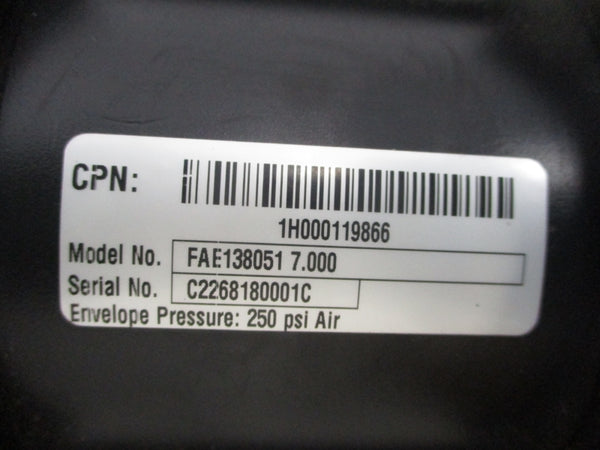 CPN:
1H000119866
Model No. FAE138051 7.000
Serial No. C2268180001C
Envelope Pressure: 250 psi Air